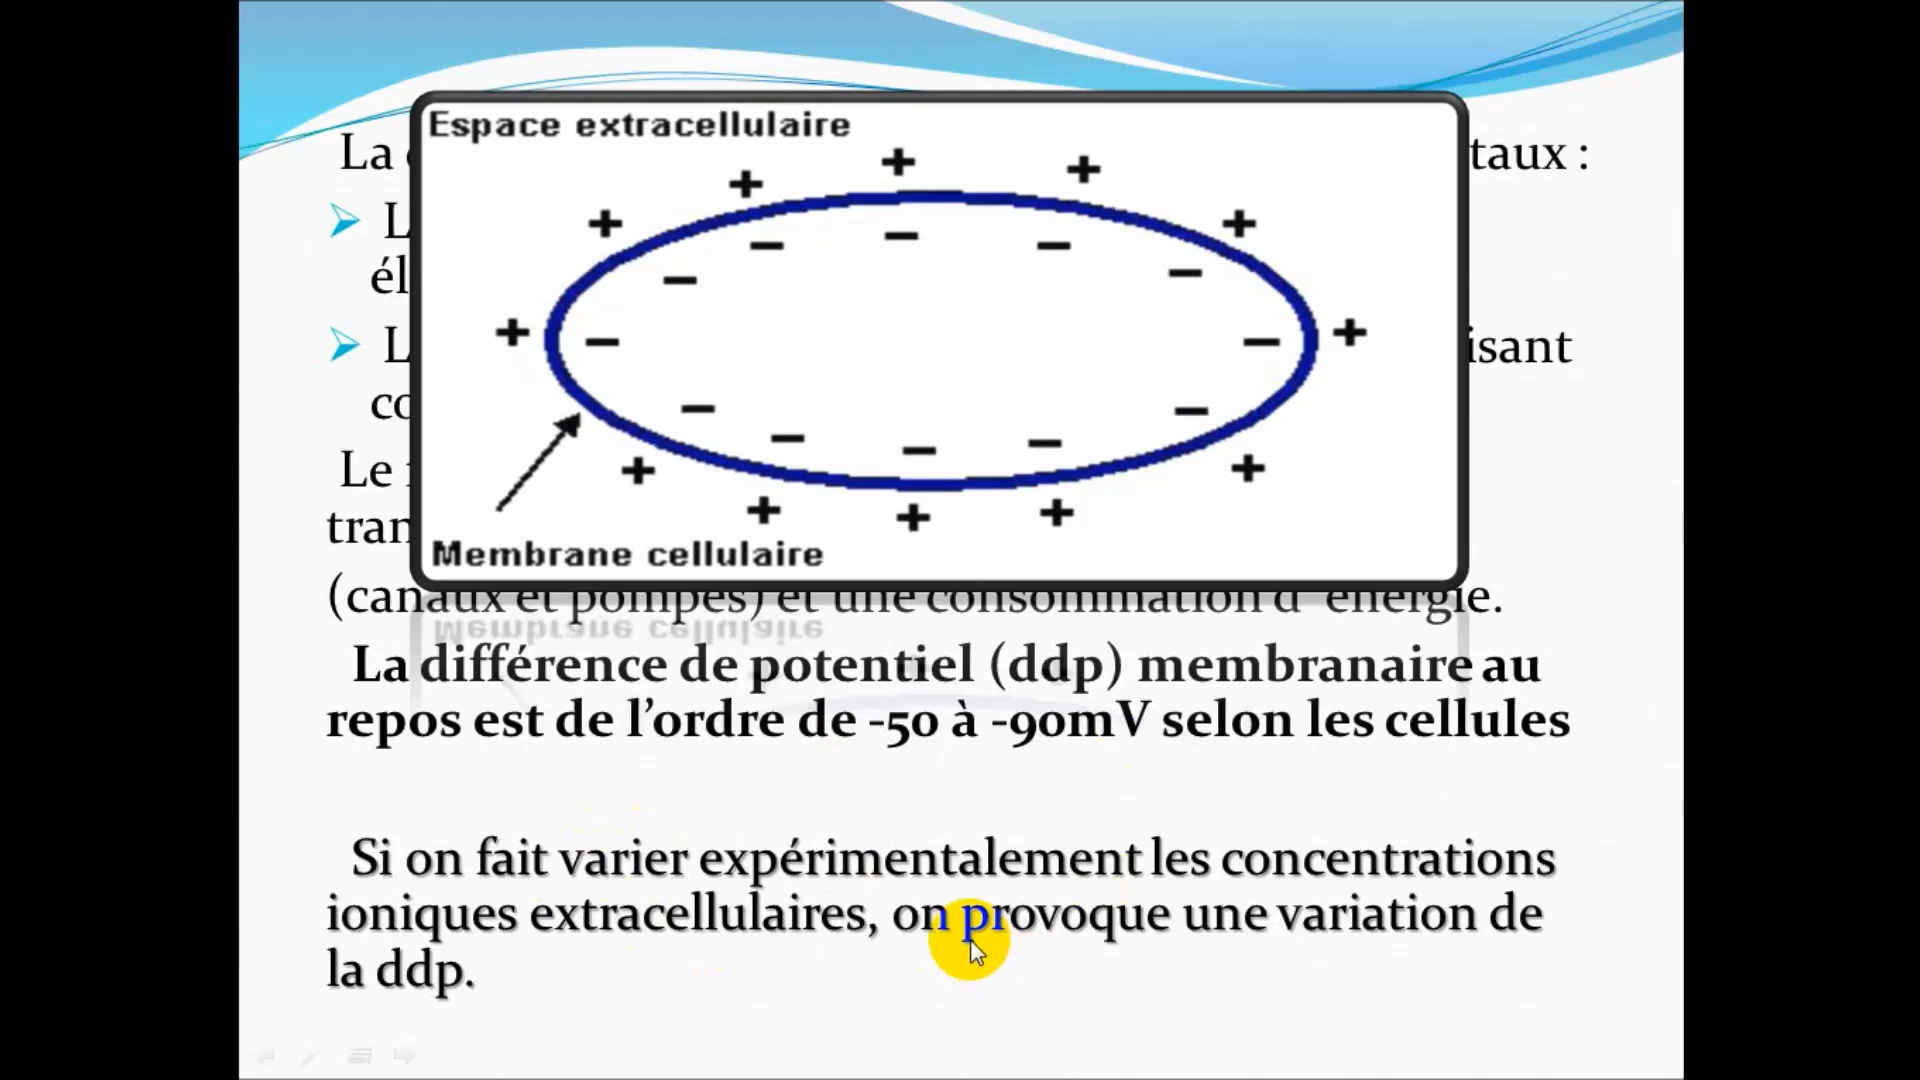 Espace extracellulaire
La taux :
L
él
L isant
co
Le
tran
Membrane cellulaire
(canaux et pompes) et une consommation d' énergie.
La différence de potentiel (ddp) membranaire au
repos est de l’ordre de -50 à -90mV selon les cellules
Si on fait varier expérimentalement les concentrations
ioniques extracellulaires, on provoque une variation de
la ddp.